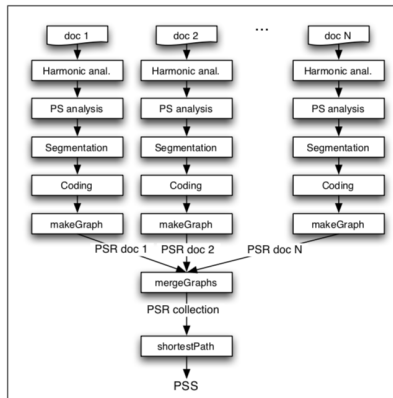 doc 1 doc 2 ... doc N
Harmonic anal. Harmonic anal. Harmonic anal.
PS analysis PS analysis PS analysis
Segmentation Segmentation Segmentation
Coding Coding Coding
makeGraph makeGraph makeGraph
PSR doc 1 PSR doc 2 PSR doc N
mergeGraphs
PSR collection
shortestPath
PSS